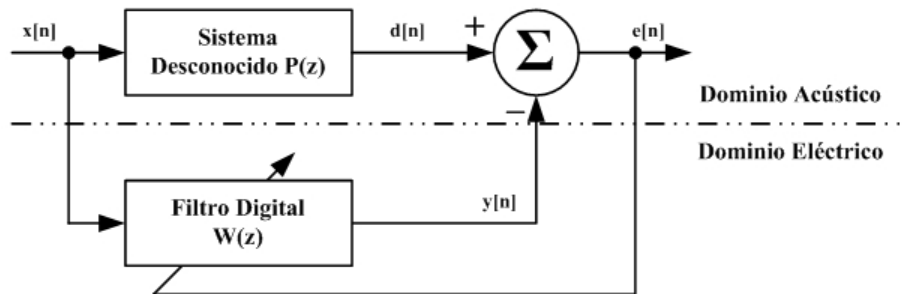 x[n]
Sistema
Desconocido P(z)
d[n]
+
Σ
e[n]
−
Dominio Acústico
Dominio Eléctrico
Filtro Digital
W(z)
y[n]